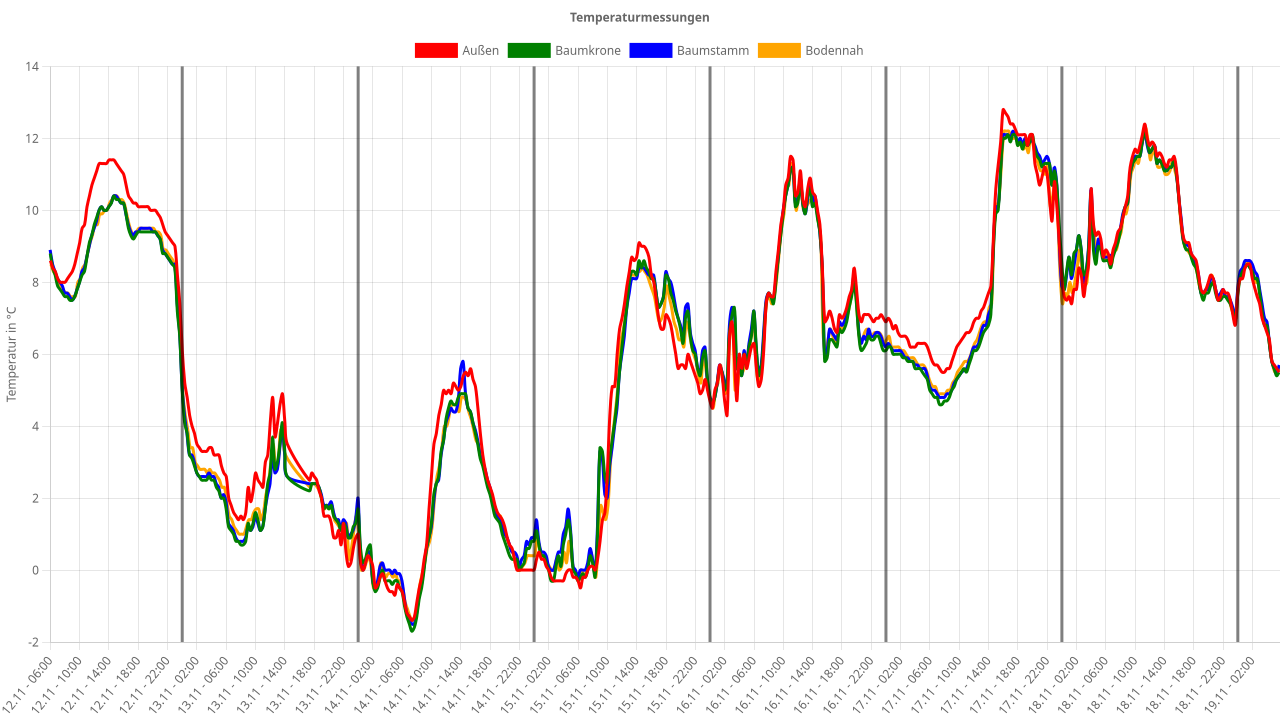 Temperaturmessungen
Außen Baumkrone Baumstamm Bodennah
Temperatur in °C
14
12
10
8
6
4
2
0
-2
12.11 - 06:00
12.11 - 10:00
12.11 - 14:00
12.11 - 18:00
12.11 - 22:00
13.11 - 02:00
13.11 - 06:00
13.11 - 10:00
13.11 - 14:00
13.11 - 18:00
13.11 - 22:00
14.11 - 02:00
14.11 - 06:00
14.11 - 10:00
14.11 - 14:00
14.11 - 18:00
14.11 - 22:00
15.11 - 02:00
15.11 - 06:00
15.11 - 10:00
15.11 - 14:00
15.11 - 18:00
15.11 - 22:00
16.11 - 02:00
16.11 - 06:00
16.11 - 10:00
16.11 - 14:00
16.11 - 18:00
16.11 - 22:00
17.11 - 02:00
17.11 - 06:00
17.11 - 10:00
17.11 - 14:00
17.11 - 18:00
17.11 - 22:00
18.11 - 02:00
18.11 - 06:00
18.11 - 10:00
18.11 - 14:00
18.11 - 18:00
18.11 - 22:00
19.11 - 02:00